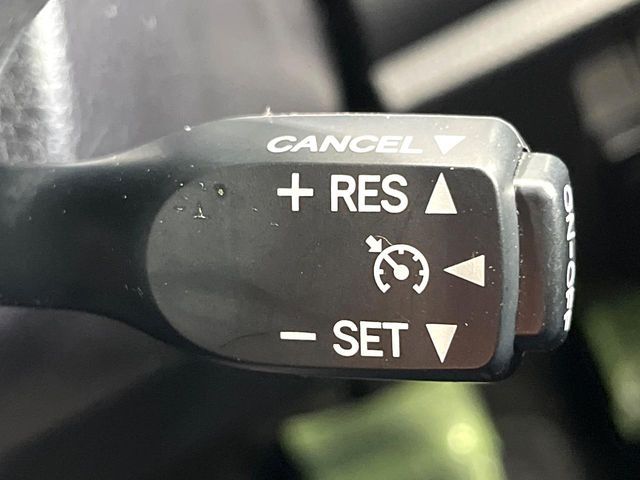 CANCEL ▼
+ RES ▲
◀
− SET ▼
ON-OFF